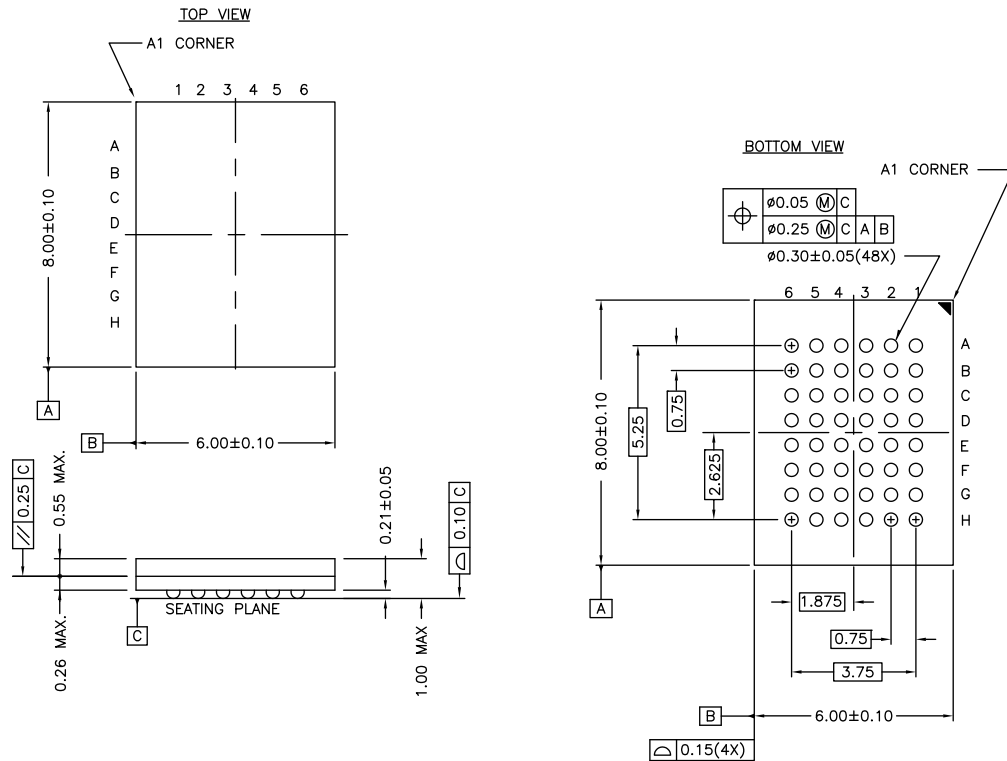 TOP VIEW
A1 CORNER
1 2 3 4 5 6
A
B
C
D
E
F
G
H
8.00±0.10
A
B
6.00±0.10
// 0.25 C
0.55 MAX.
0.21±0.05
⌓ 0.10 C
SEATING PLANE
C
0.26 MAX.
1.00 MAX
BOTTOM VIEW
A1 CORNER
⌖ ø0.05 Ⓜ C
ø0.25 Ⓜ C A B
ø0.30±0.05(48X)
6 5 4 3 2 1
A
B
C
D
E
F
G
H
8.00±0.10
5.25
0.75
2.625
A
1.875
0.75
3.75
B
6.00±0.10
⌓ 0.15(4X)